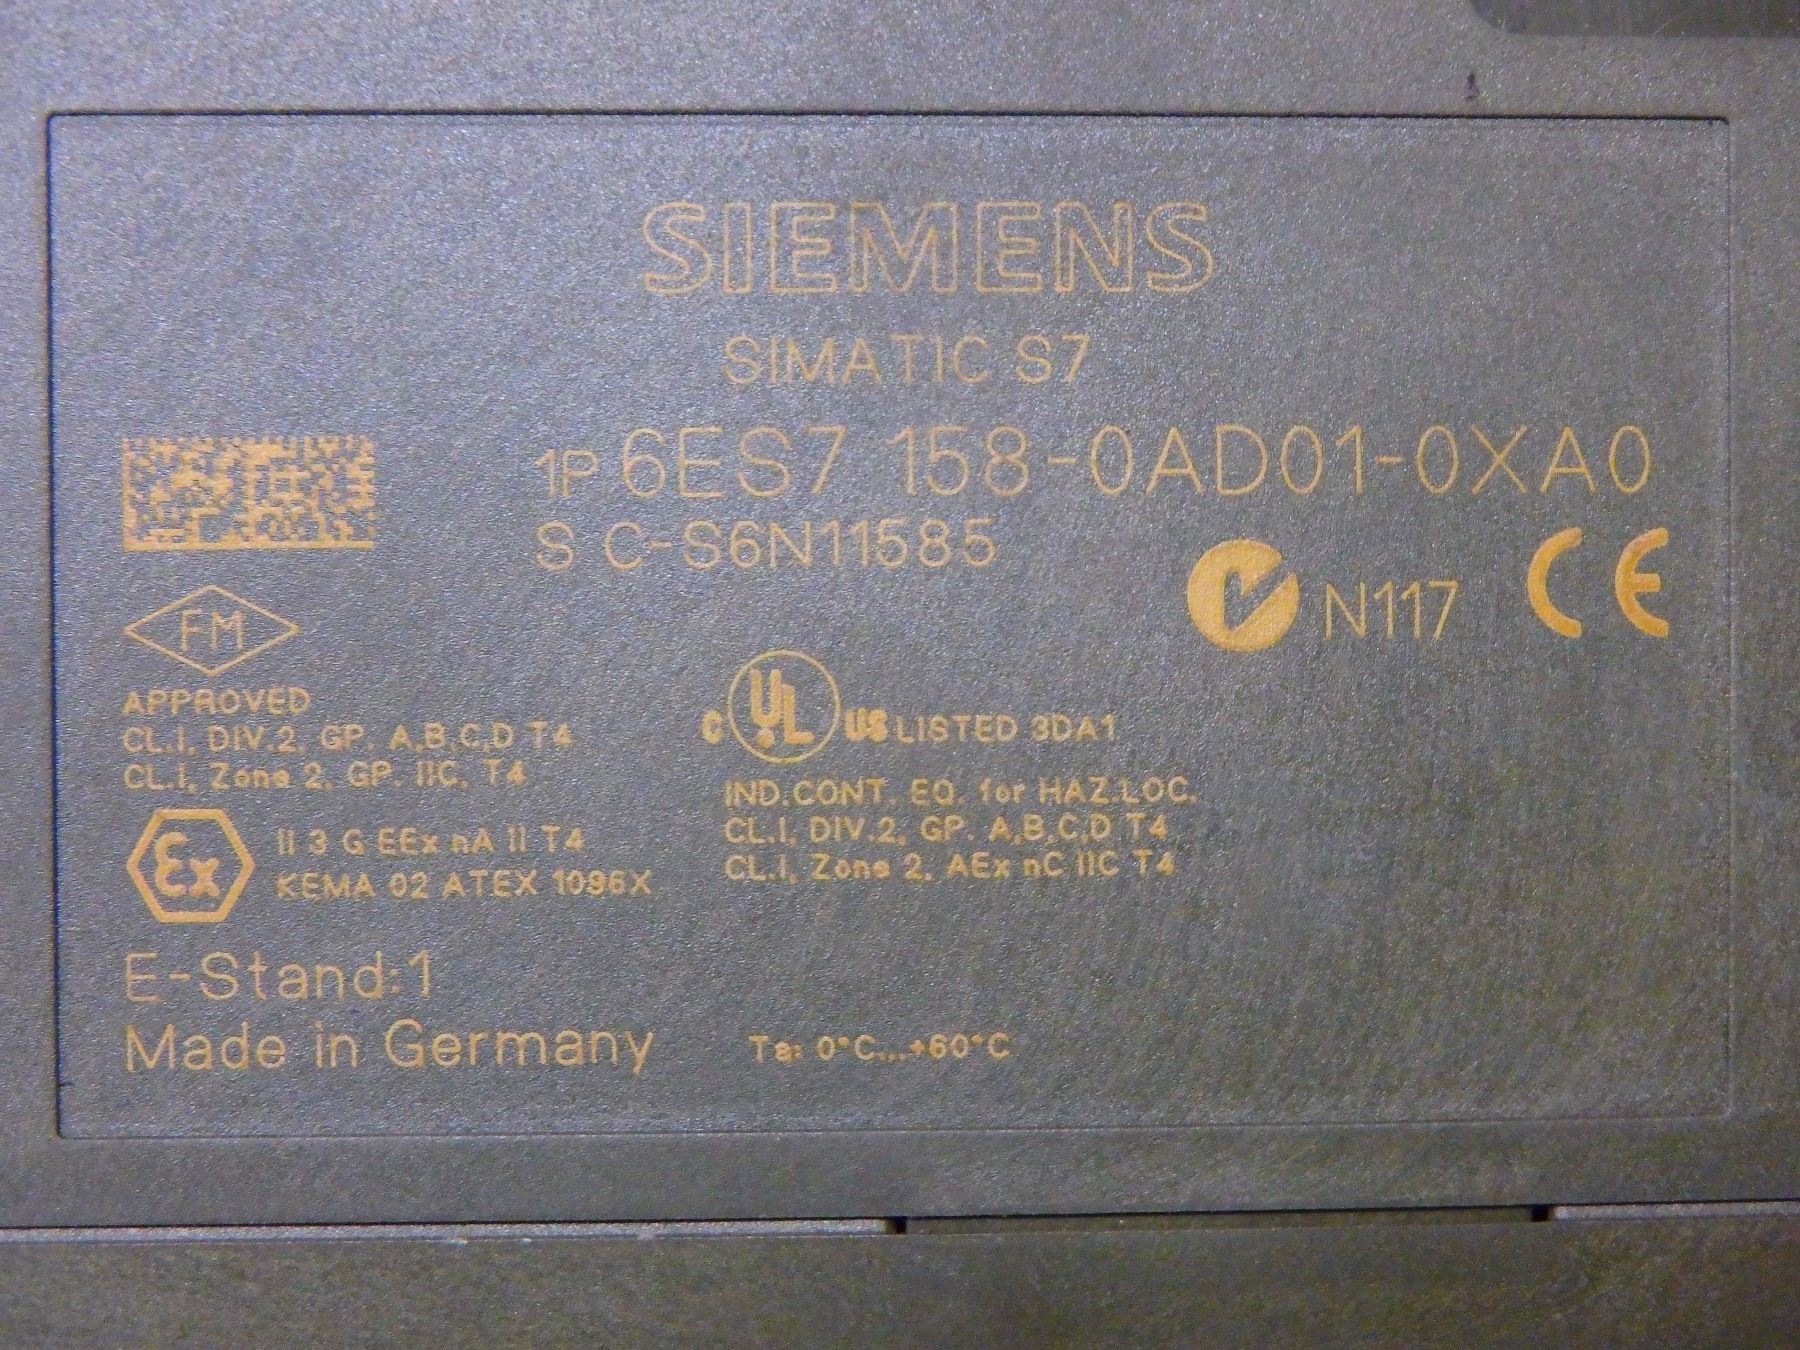 SIEMENS
SIMATIC S7
1P 6ES7 158-0AD01-0XA0
S C-S6N11585
N117 CE
FM
APPROVED
CL.I, DIV.2, GP. A,B,C,D T4
CL.I, Zone 2, GP. IIC, T4
c UL US LISTED 3DA1
IND.CONT. EQ. for HAZ.LOC.
CL.I, DIV.2, GP. A,B,C,D T4
CL.I, Zone 2, AEx nC IIC T4
Ex II 3 G EEx nA II T4
KEMA 02 ATEX 1096X
E-Stand:1
Made in Germany
Ta: 0°C...+60°C